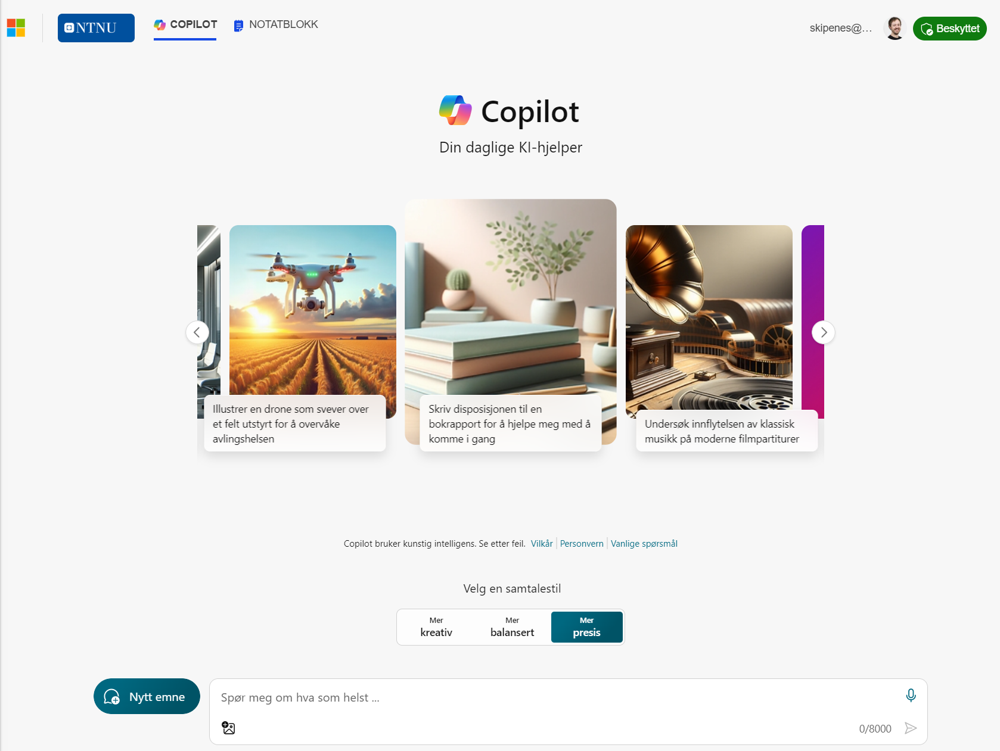 NTNU
COPILOT
NOTATBLOKK
skipenes@...
Beskyttet
Copilot
Din daglige KI-hjelper
Illustrer en drone som svever over
et felt utstyrt for å overvåke
avlingshelsen
Skriv disposisjonen til en
bokrapport for å hjelpe meg med å
komme i gang
Undersøk innflytelsen av klassisk
musikk på moderne filmpartiturer
Copilot bruker kunstig intelligens. Se etter feil. Vilkår Personvern Vanlige spørsmål
Velg en samtalestil
Mer
kreativ
Mer
balansert
Mer
presis
Nytt emne
Spør meg om hva som helst ...
0/8000